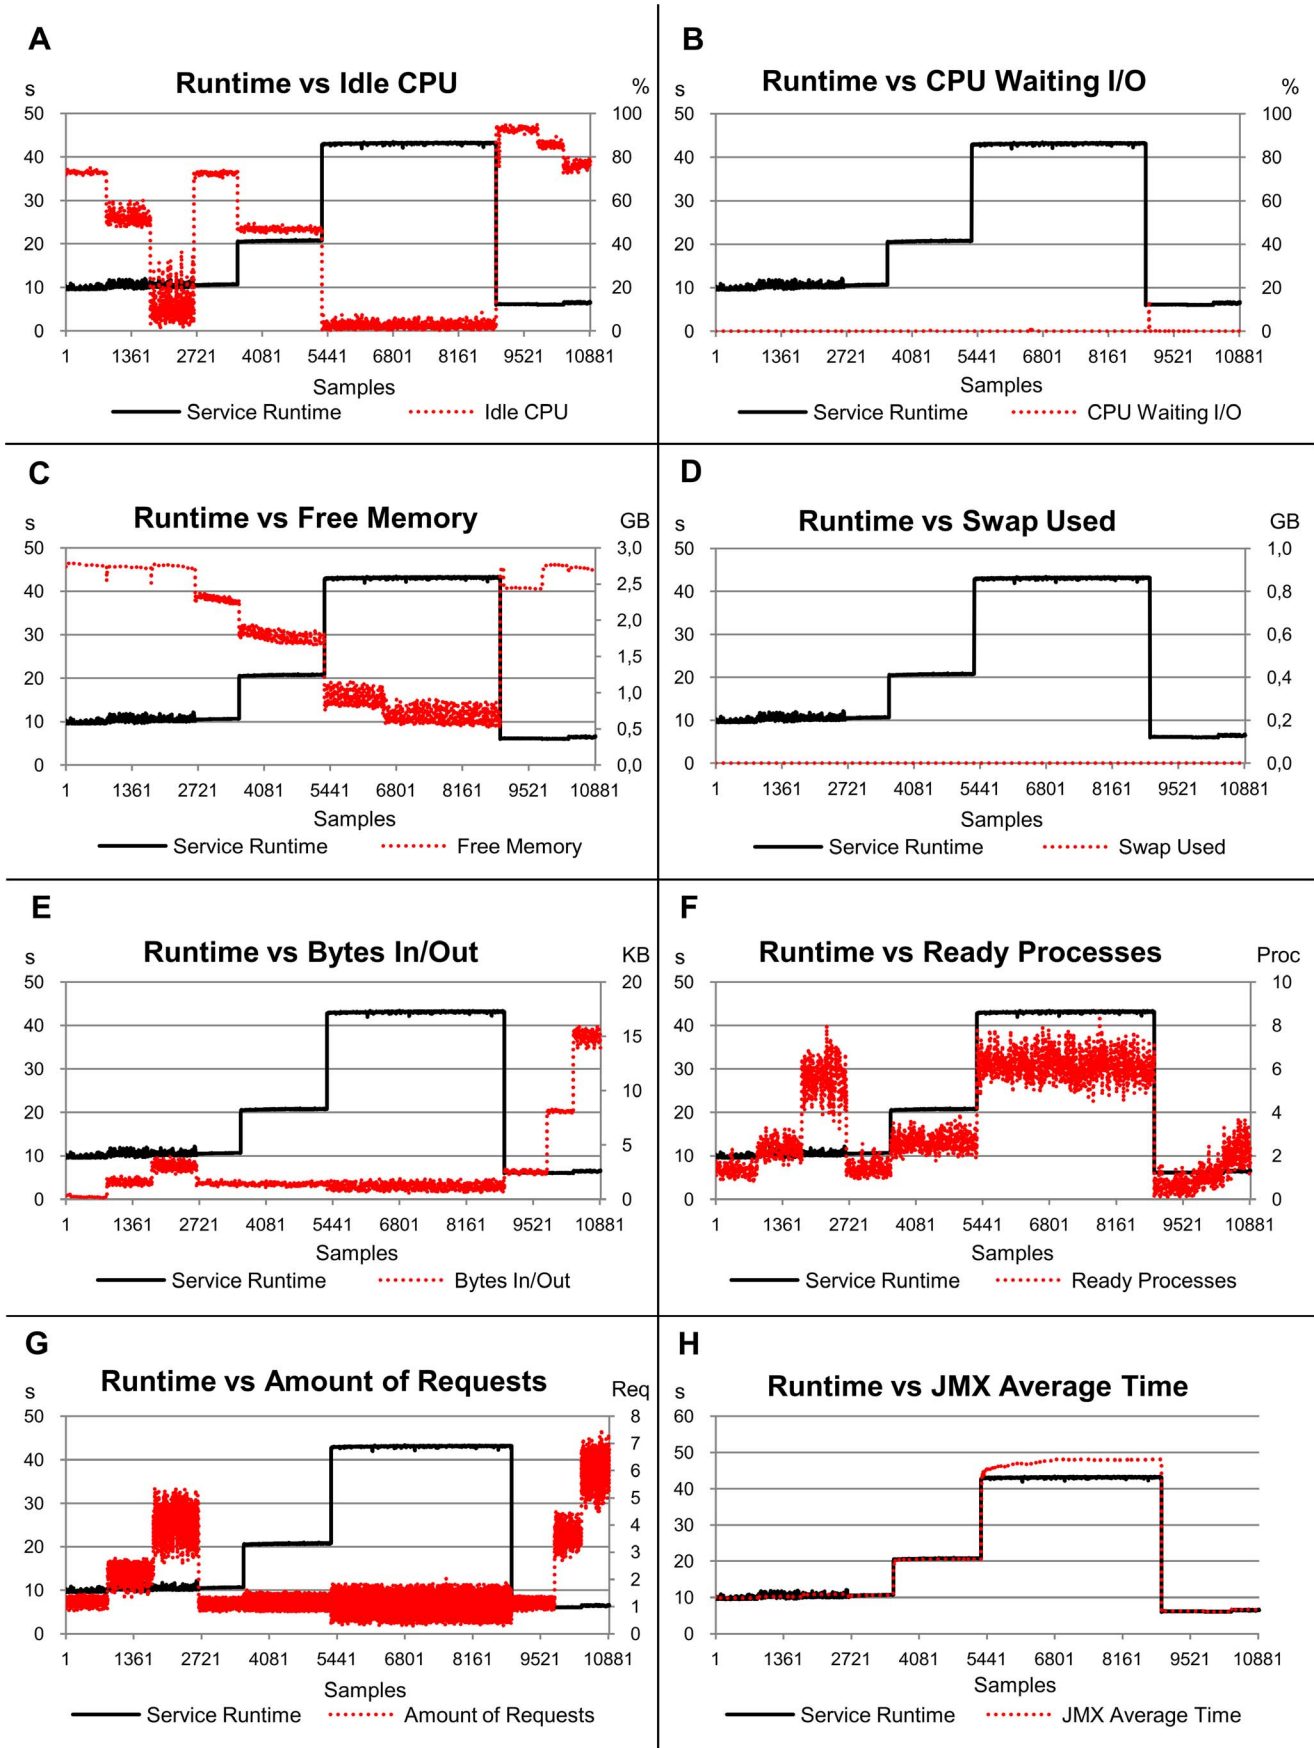 A
Runtime vs Idle CPU
s %
50 100
40 80
30 60
20 40
10 20
0 0
1 1361 2721 4081 5441 6801 8161 9521 10881
Samples
Service Runtime Idle CPU
B
Runtime vs CPU Waiting I/O
s %
50 100
40 80
30 60
20 40
10 20
0 0
1 1361 2721 4081 5441 6801 8161 9521 10881
Samples
Service Runtime CPU Waiting I/O
C
Runtime vs Free Memory
s GB
50 3,0
40 2,5
30 2,0
20 1,5
10 1,0
0 0,5
0,0
1 1361 2721 4081 5441 6801 8161 9521 10881
Samples
Service Runtime Free Memory
D
Runtime vs Swap Used
s GB
50 1,0
40 0,8
30 0,6
20 0,4
10 0,2
0 0,0
1 1361 2721 4081 5441 6801 8161 9521 10881
Samples
Service Runtime Swap Used
E
Runtime vs Bytes In/Out
s KB
50 20
40 15
30 10
20 5
10 0
0
1 1361 2721 4081 5441 6801 8161 9521 10881
Samples
Service Runtime Bytes In/Out
F
Runtime vs Ready Processes
s Proc
50 10
40 8
30 6
20 4
10 2
0 0
1 1361 2721 4081 5441 6801 8161 9521 10881
Samples
Service Runtime Ready Processes
G
Runtime vs Amount of Requests
s Req
50 8
40 7
30 6
20 5
10 4
0 3
2
1
0
1 1361 2721 4081 5441 6801 8161 9521 10881
Samples
Service Runtime Amount of Requests
H
Runtime vs JMX Average Time
s
60
50
40
30
20
10
0
1 1361 2721 4081 5441 6801 8161 9521 10881
Samples
Service Runtime JMX Average Time